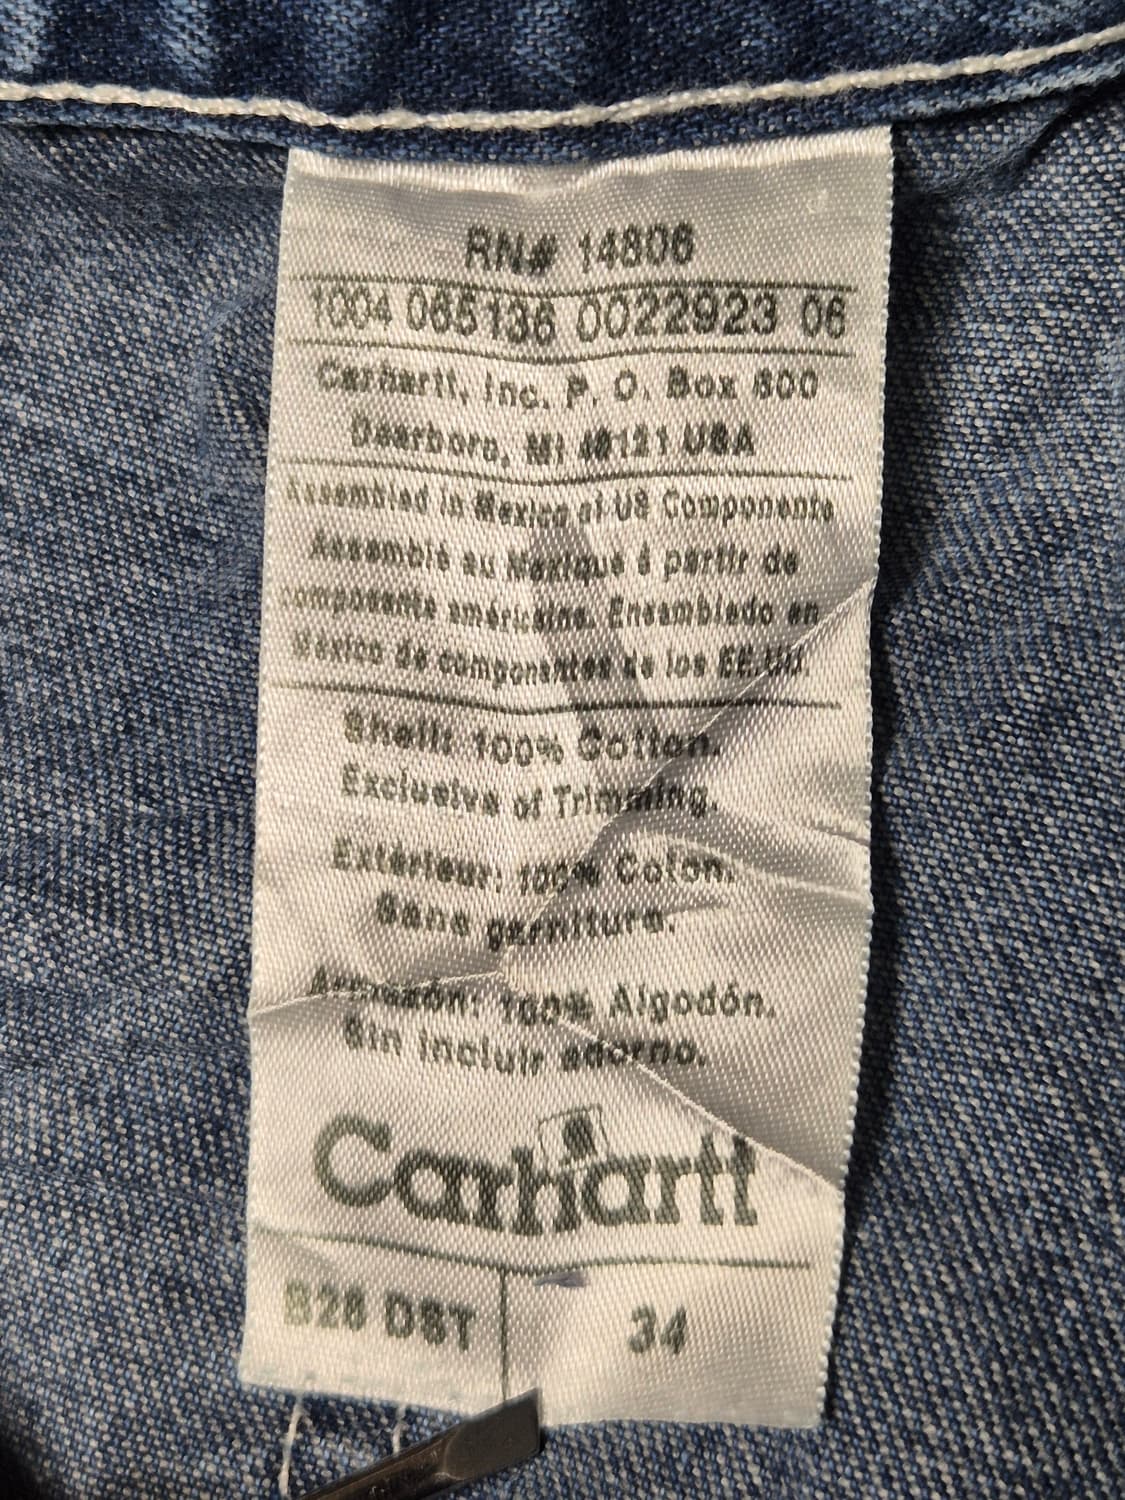 RN# 14806
1004 065136 0022923 06
Carhartt, Inc. P. O. Box 600
Dearborn, MI 48121 USA
Assembled in Mexico of US Components
Assemblé au Mexique á partir de
composants américains. Ensamblado en
México de componentes de los EE.UU.
Shell: 100% Cotton.
Exclusive of Trimming.
Extérieur: 100% Coton.
Sans garniture.
Armazón: 100% Algodón.
Sin incluir adorno.
Carhartt
B28 DST 34